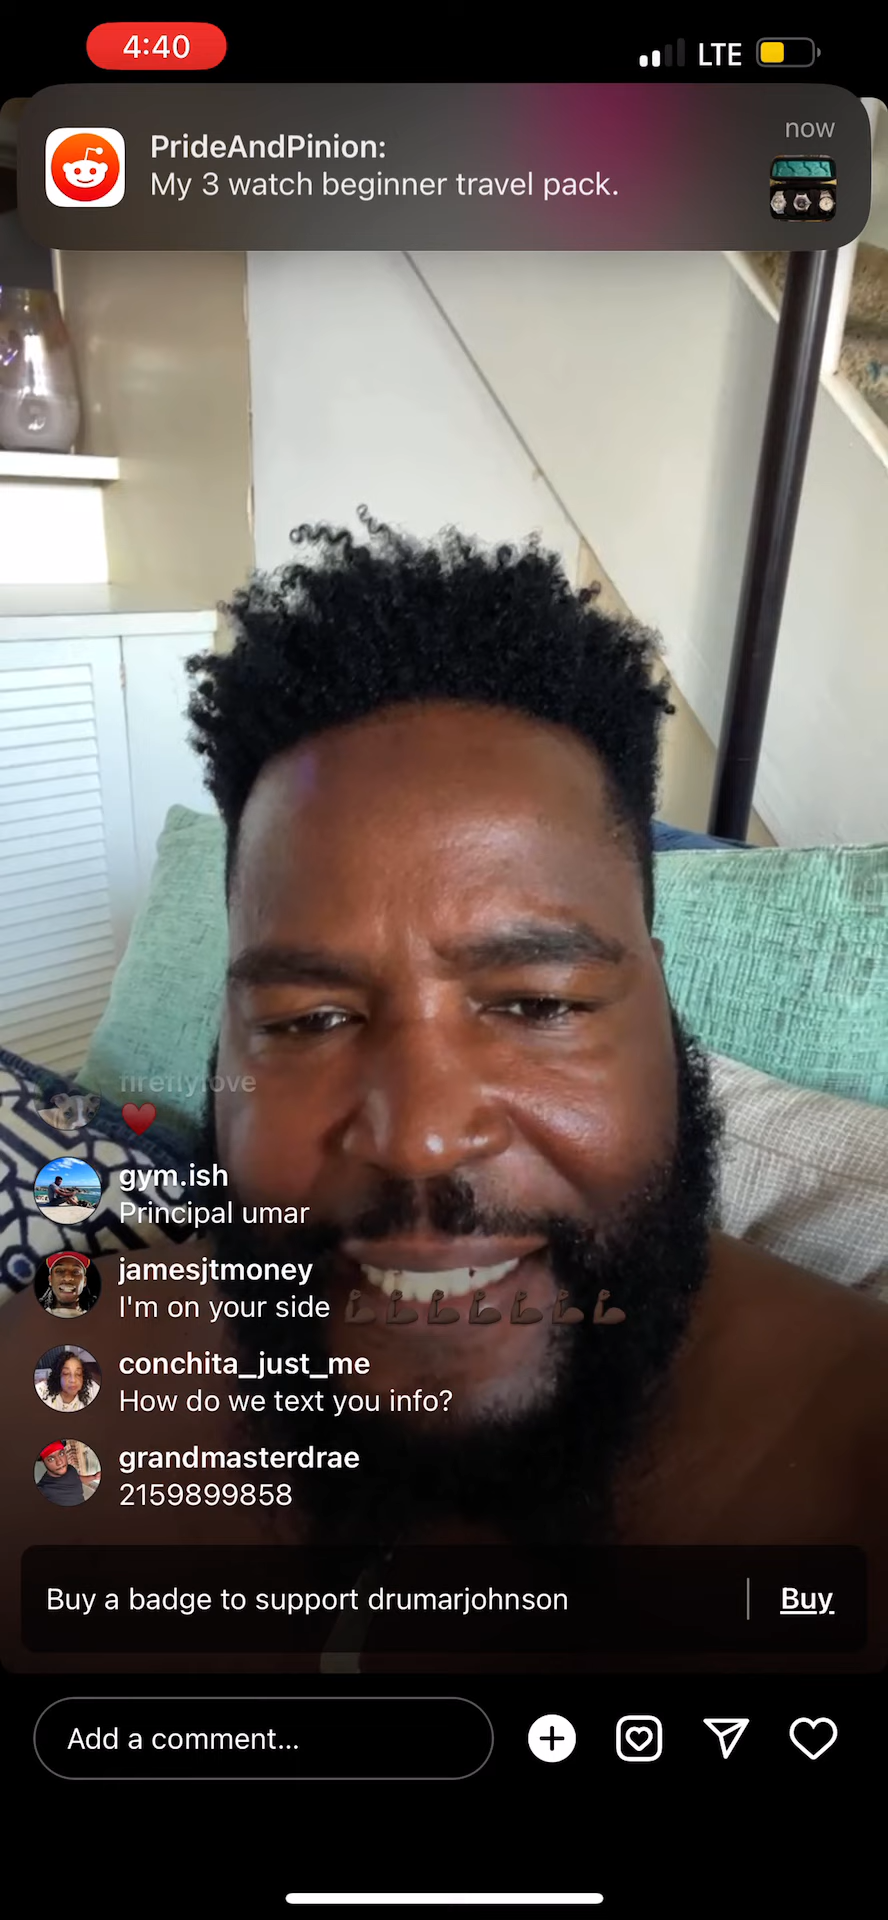 4:40
LTE
PrideAndPinion:
now
My 3 watch beginner travel pack.
fireflylove
❤️
gym.ish
Principal umar
jamesjtmoney
I'm on your side 💪🏿💪🏿💪🏿💪🏿💪🏿💪🏿💪🏿
conchita_just_me
How do we text you info?
grandmasterdrae
2159899858
Buy a badge to support drumarjohnson
Buy
Add a comment...